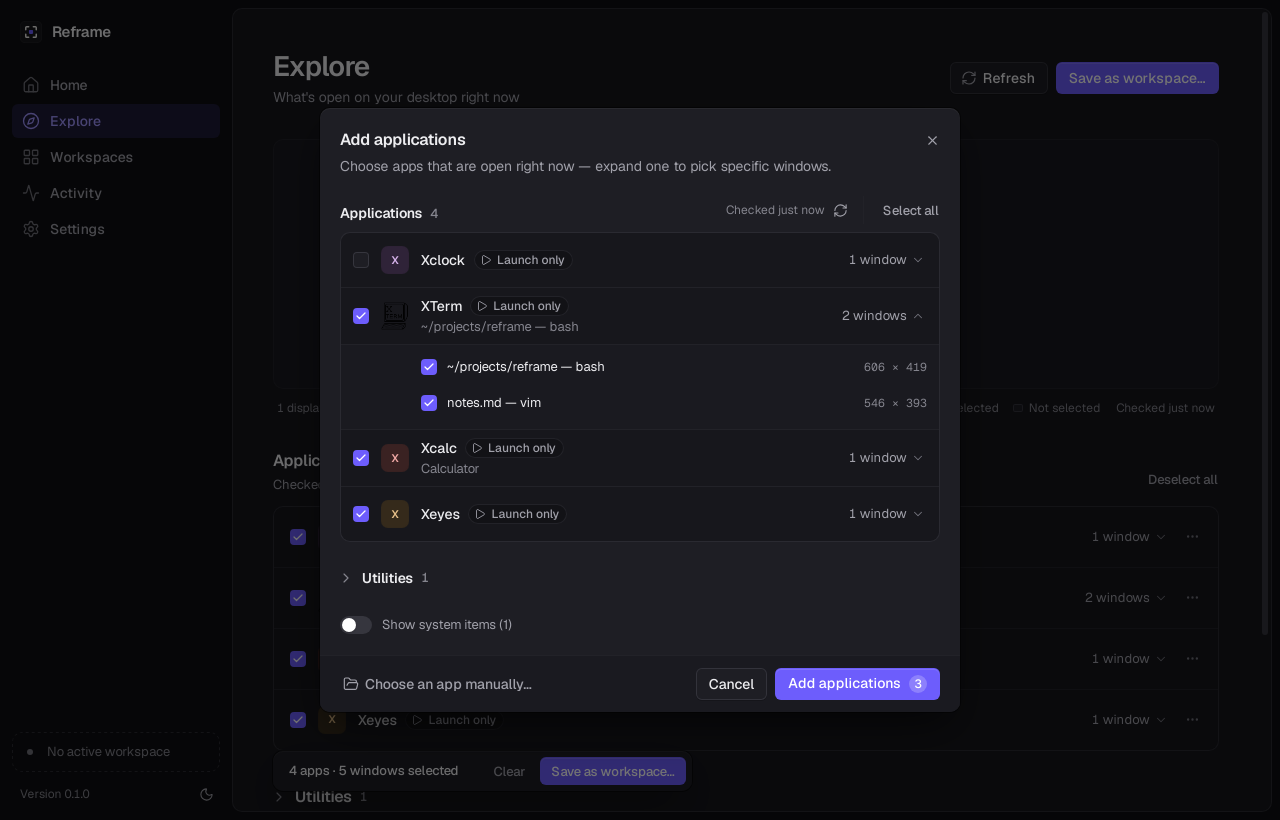 Reframe
Home
Explore
Workspaces
Activity
Settings
No active workspace
Version 0.1.0
Explore
What's open on your desktop right now
Refresh
Save as workspace...
Add applications
Choose apps that are open right now — expand one to pick specific windows.
Applications 4
Checked just now
Select all
X Xclock Launch only 1 window
XTerm Launch only 2 windows
~/projects/reframe — bash
~/projects/reframe — bash 606 × 419
notes.md — vim 546 × 393
X Xcalc Launch only 1 window
Calculator
X Xeyes Launch only 1 window
Utilities 1
Show system items (1)
Choose an app manually...
Cancel
Add applications 3
1 displa
elected Not selected Checked just now
Applic
Checke
Deselect all
1 window
2 windows
1 window
X Xeyes Launch only 1 window
4 apps · 5 windows selected Clear Save as workspace...
Utilities 1